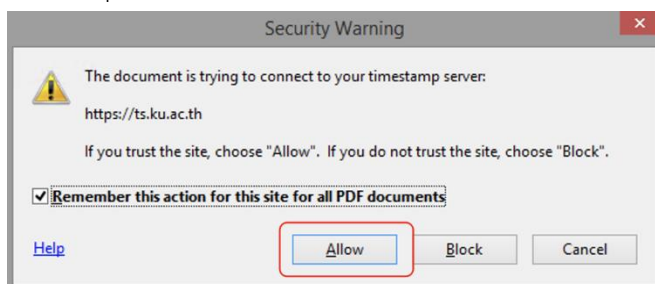 Security Warning
The document is trying to connect to your timestamp server:
https://ts.ku.ac.th
If you trust the site, choose "Allow". If you do not trust the site, choose "Block".
Remember this action for this site for all PDF documents
Help
Allow
Block
Cancel